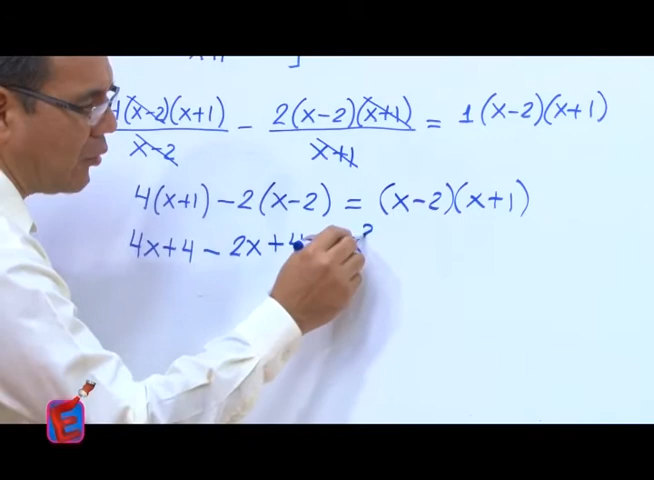 4(x-2)(x+1) / x-2 - 2(x-2)(x+1) / x+1 = 1(x-2)(x+1)
4(x+1) - 2(x-2) = (x-2)(x+1)
4x+4 - 2x+4
E